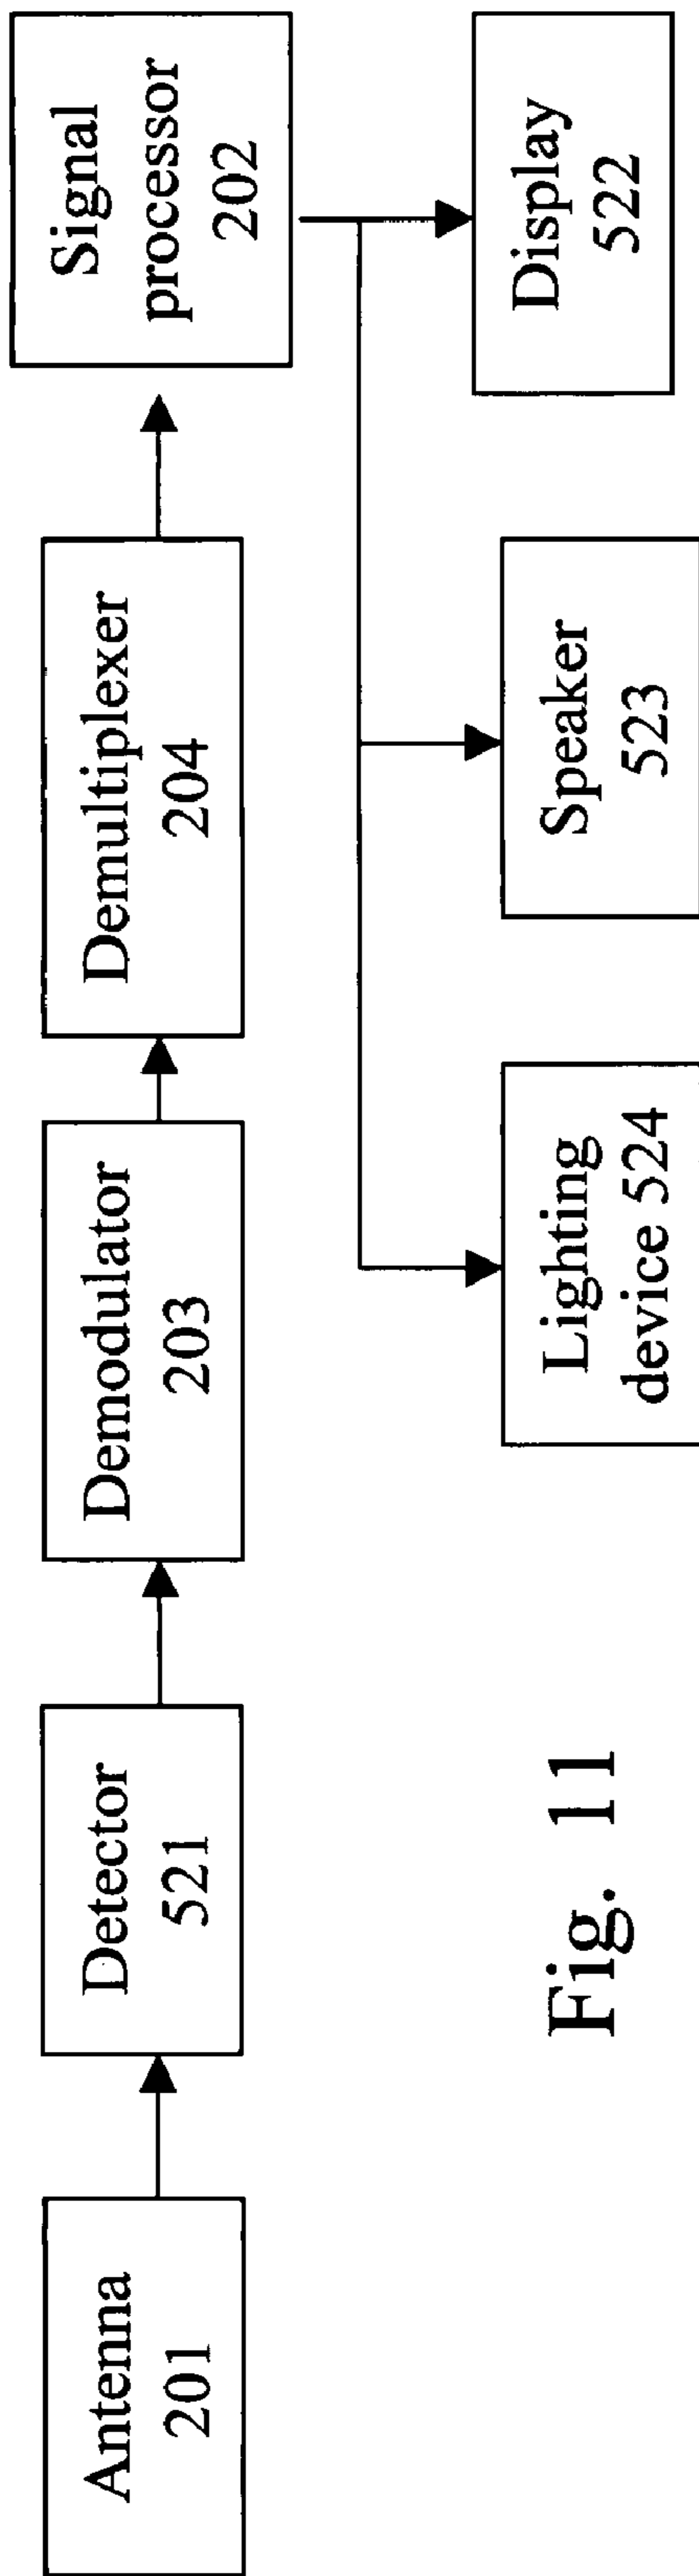 Antenna
201
Detector
521
Demodulator
203
Demultiplexer
204
Signal
processor
202
Lighting
device 524
Speaker
523
Display
522
Fig. 11